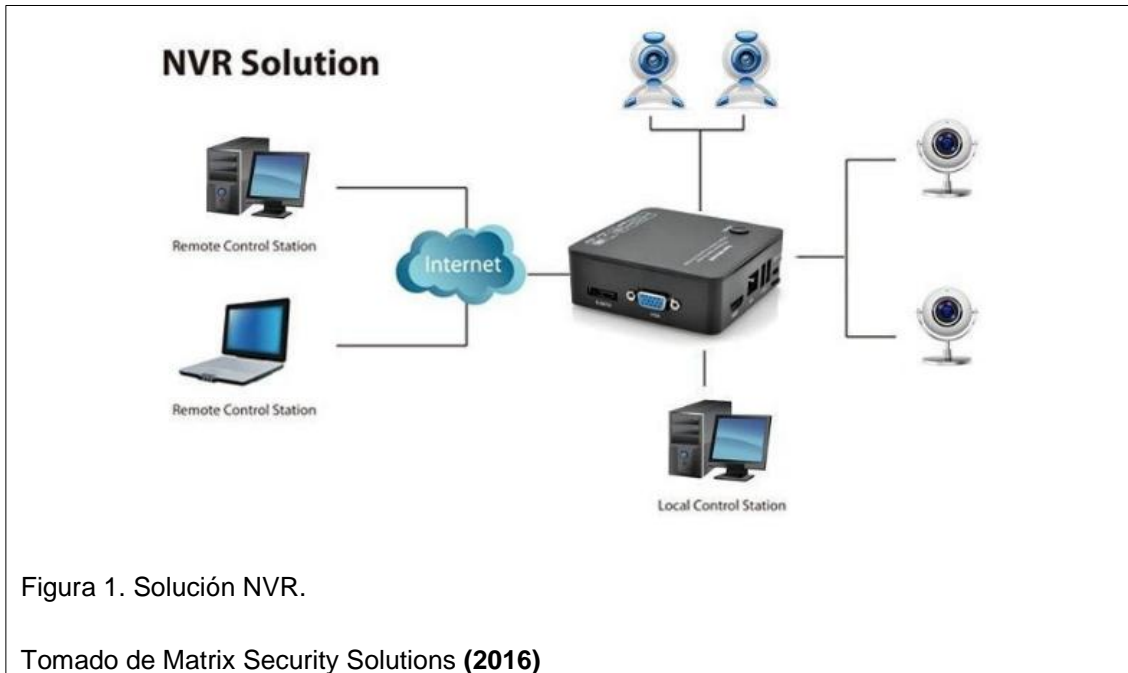 NVR Solution
Remote Control Station
Internet
Remote Control Station
Local Control Station
Figura 1. Solución NVR.
Tomado de Matrix Security Solutions (2016)